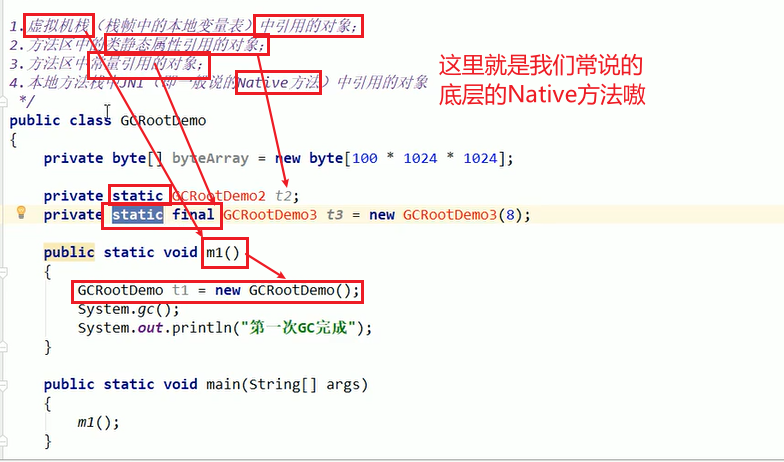 1.虚拟机栈（栈帧中的本地变量表）中引用的对象;
2.方法区中的类静态属性引用的对象;
3.方法区中常量引用的对象;
4.本地方法栈中JNI（即一般说的Native方法）中引用的对象
*/
这里就是我们常说的
底层的Native方法嗷
public class GCRootDemo
{
private byte[] byteArray = new byte[100 * 1024 * 1024];
private static GCRootDemo2 t2;
private static final GCRootDemo3 t3 = new GCRootDemo3(8);
public static void m1()
{
GCRootDemo t1 = new GCRootDemo();
System.gc();
System.out.println("第一次GC完成");
}
public static void main(String[] args)
{
m1();
}